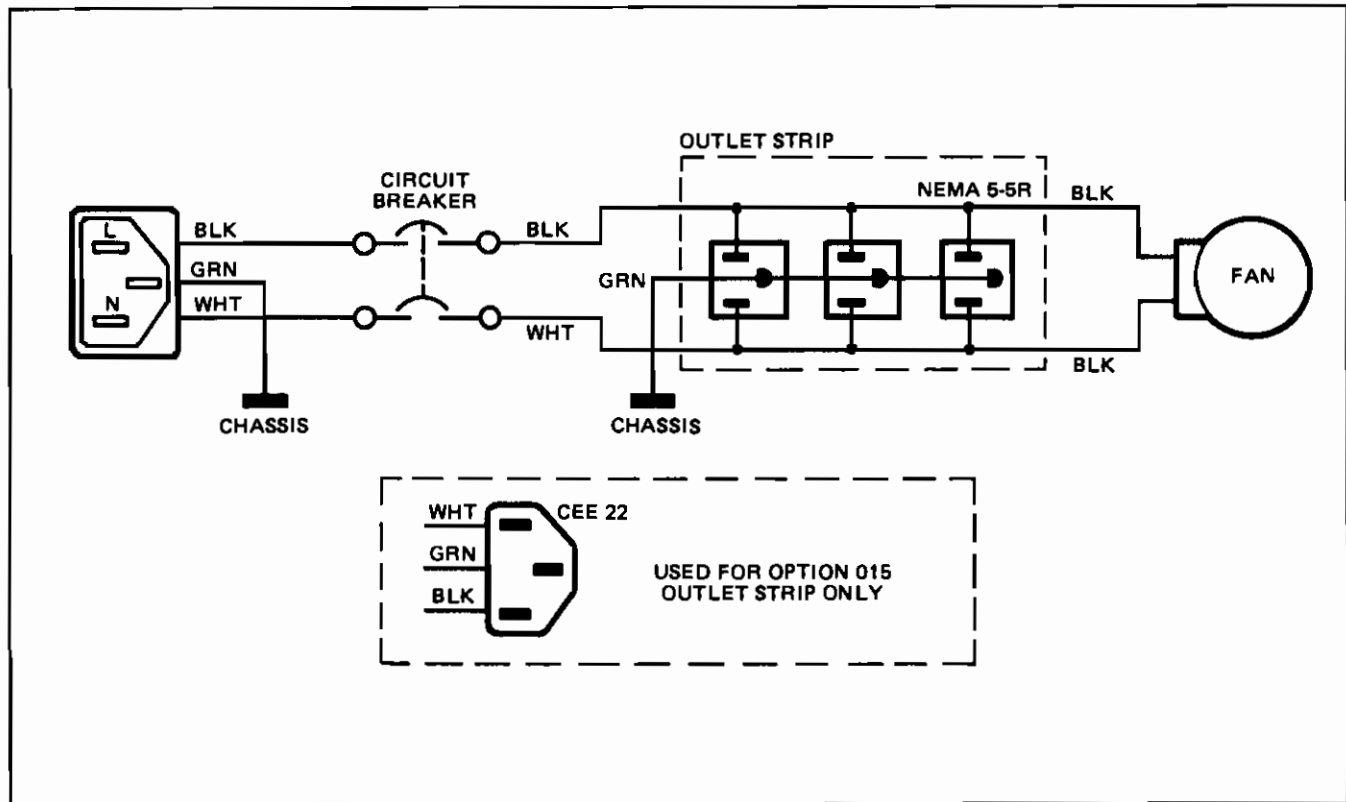 OUTLET STRIP
CIRCUIT
BREAKER
NEMA 5-5R
BLK
L
BLK
BLK
GRN
GRN
FAN
N
WHT
WHT
BLK
CHASSIS
CHASSIS
WHT
CEE 22
GRN
BLK
USED FOR OPTION 015
OUTLET STRIP ONLY